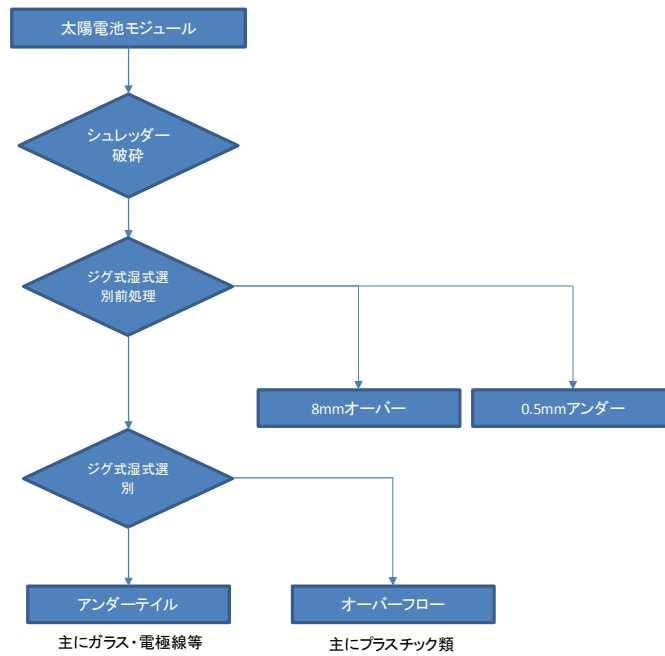 太陽電池モジュール
シュレッダー
破砕
ジグ式湿式選
別前処理
8mmオーバー
0.5mmアンダー
ジグ式湿式選
別
アンダーテイル
オーバーフロー
主にガラス・電極線等
主にプラスチック類